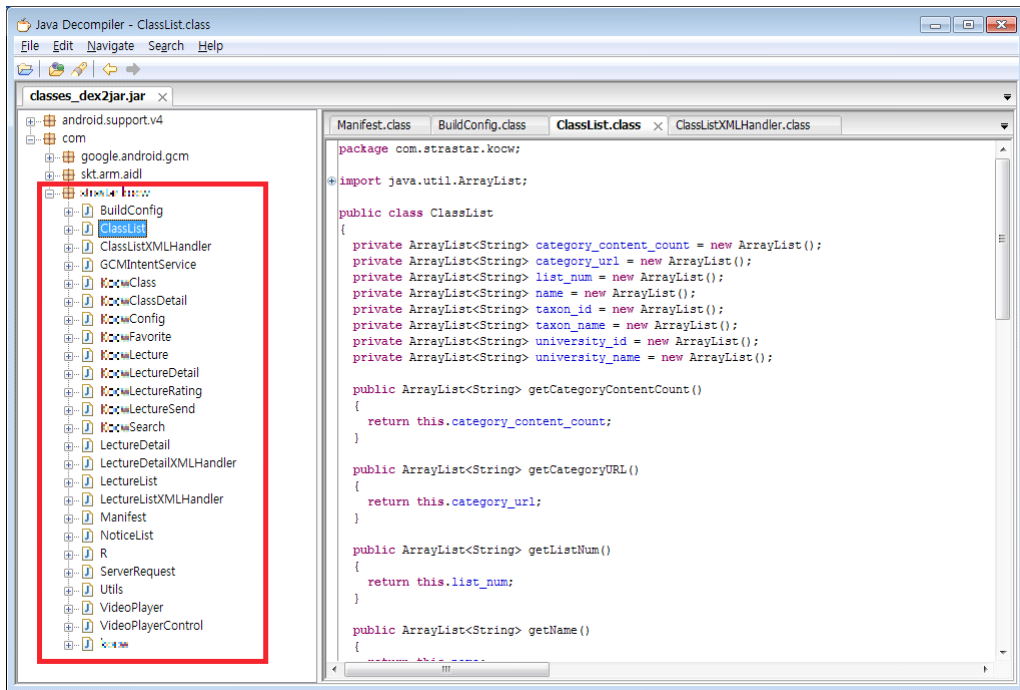 Java Decompiler - ClassList.class
File Edit Navigate Search Help
classes_dex2jar.jar
android.support.v4
com
google.android.gcm
skt.arm.aidl
BuildConfig
ClassList
ClassListXMLHandler
GCMIntentService
Class
ClassDetail
Config
Favorite
Lecture
LectureDetail
LectureRating
LectureSend
Search
LectureDetail
LectureDetailXMLHandler
LectureList
LectureListXMLHandler
Manifest
NoticeList
R
ServerRequest
Utils
VideoPlayer
VideoPlayerControl
Manifest.class BuildConfig.class ClassList.class ClassListXMLHandler.class
package com.strastar.kocw;
import java.util.ArrayList;
public class ClassList
{
private ArrayList<String> category_content_count = new ArrayList();
private ArrayList<String> category_url = new ArrayList();
private ArrayList<String> list_num = new ArrayList();
private ArrayList<String> name = new ArrayList();
private ArrayList<String> taxon_id = new ArrayList();
private ArrayList<String> taxon_name = new ArrayList();
private ArrayList<String> university_id = new ArrayList();
private ArrayList<String> university_name = new ArrayList();
public ArrayList<String> getCategoryContentCount()
{
return this.category_content_count;
}
public ArrayList<String> getCategoryURL()
{
return this.category_url;
}
public ArrayList<String> getListNum()
{
return this.list_num;
}
public ArrayList<String> getName()
{
return this.name;